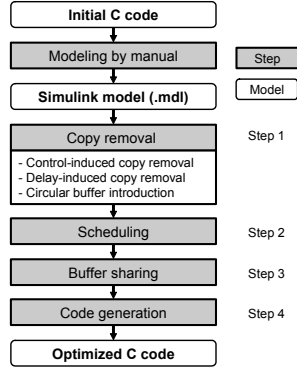 Initial C code
Modeling by manual
Step
Simulink model (.mdl)
Model
Copy removal
Step 1
- Control-induced copy removal
- Delay-induced copy removal
- Circular buffer introduction
Scheduling
Step 2
Buffer sharing
Step 3
Code generation
Step 4
Optimized C code